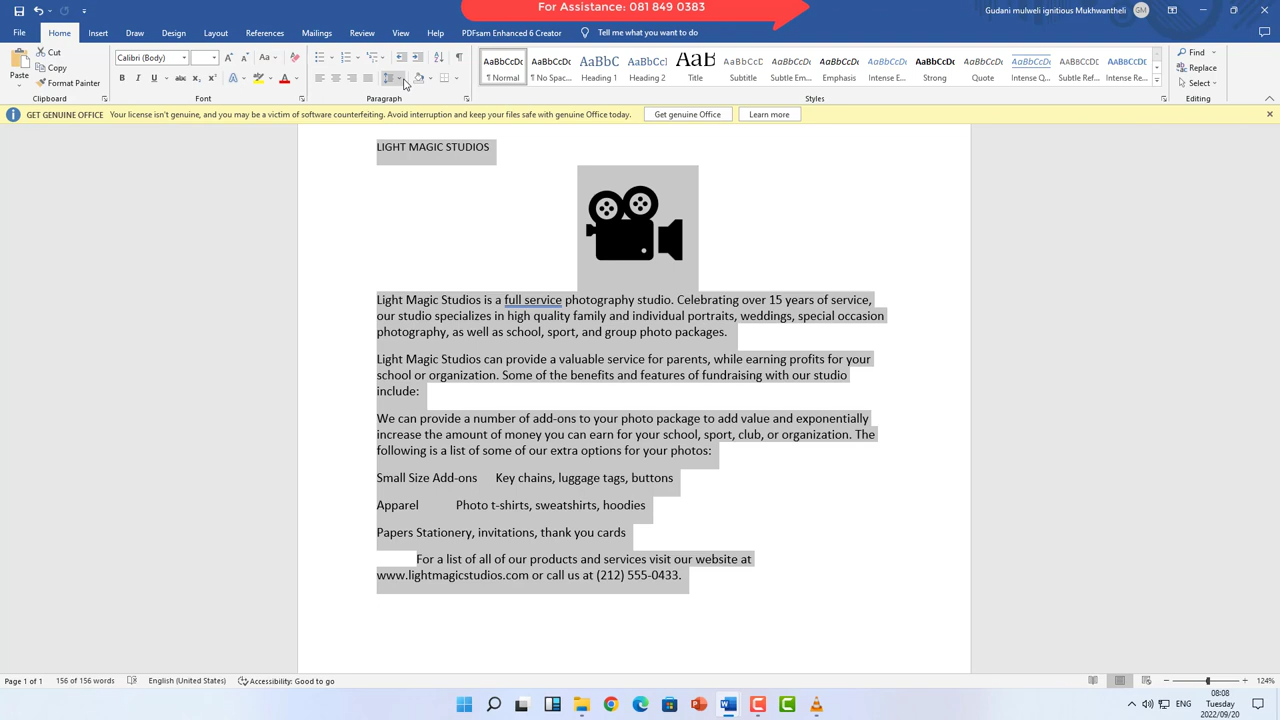 For Assistance: 081 849 0383
Gudani mulweli ignitious Mukhwantheli GM
File Home Insert Draw Design Layout References Mailings Review View Help PDFsam Enhanced 6 Creator Tell me what you want to do
Paste Cut Copy Format Painter
Clipboard
Calibri (Body)
Font
Paragraph
AaBbCcDc ¶ Normal
AaBbCcDc ¶ No Spac...
AaBbC Heading 1
AaBbCcl Heading 2
AaB Title
AaBbCcD Subtitle
AaBbCcDc Subtle Em...
AaBbCcDc Emphasis
AaBbCcDc Intense E...
AaBbCcDc Strong
AaBbCcDc Quote
AaBbCcDc Intense Q...
AABBCCDC Subtle Ref...
AABBCCDC Intense Re...
Styles
Find
Replace
Select
Editing
GET GENUINE OFFICE Your license isn't genuine, and you may be a victim of software counterfeiting. Avoid interruption and keep your files safe with genuine Office today. Get genuine Office Learn more
LIGHT MAGIC STUDIOS
Light Magic Studios is a full service photography studio. Celebrating over 15 years of service,
our studio specializes in high quality family and individual portraits, weddings, special occasion
photography, as well as school, sport, and group photo packages.
Light Magic Studios can provide a valuable service for parents, while earning profits for your
school or organization. Some of the benefits and features of fundraising with our studio
include:
We can provide a number of add-ons to your photo package to add value and exponentially
increase the amount of money you can earn for your school, sport, club, or organization. The
following is a list of some of our extra options for your photos:
Small Size Add-ons Key chains, luggage tags, buttons
Apparel Photo t-shirts, sweatshirts, hoodies
Papers Stationery, invitations, thank you cards
For a list of all of our products and services visit our website at
www.lightmagicstudios.com or call us at (212) 555-0433.
Page 1 of 1 156 of 156 words English (United States) Accessibility: Good to go 124%
ENG
08:08
Tuesday
2022/09/20